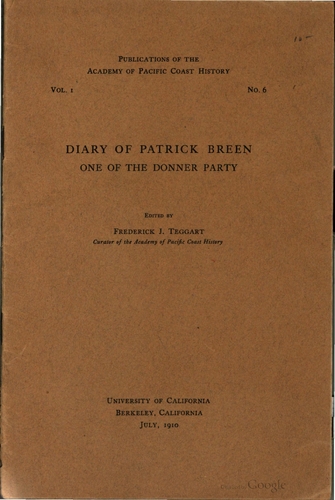 PUBLICATIONS OF THE
ACADEMY OF PACIFIC COAST HISTORY
VOL. 1 NO. 6
DIARY OF PATRICK BREEN
ONE OF THE DONNER PARTY
EDITED BY
FREDERICK J. TEGGART
Curator of the Academy of Pacific Coast History
UNIVERSITY OF CALIFORNIA
BERKELEY, CALIFORNIA
JULY, 1910
Google